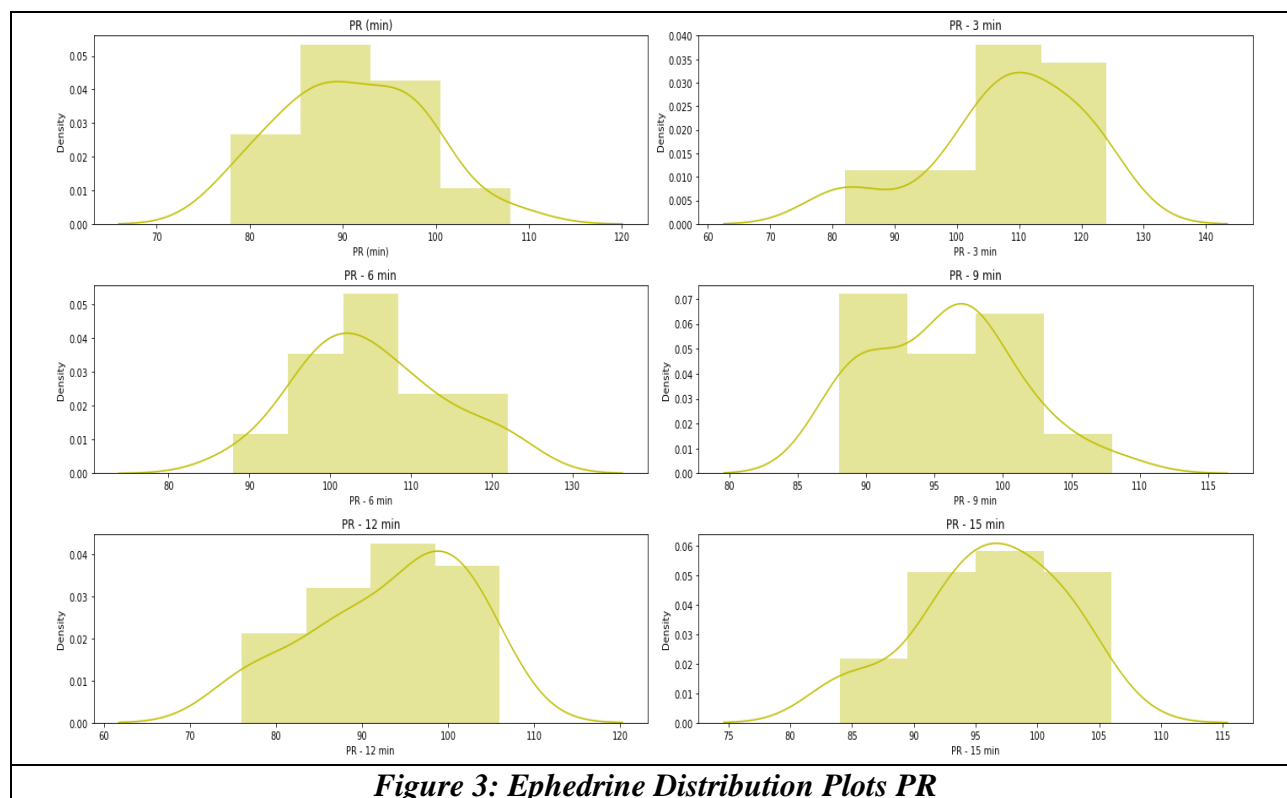 PR (min)
Density
0.05
0.04
0.03
0.02
0.01
0.00
70 80 90 100 110 120
PR (min)
PR - 3 min
Density
0.040
0.035
0.030
0.025
0.020
0.015
0.010
0.005
0.000
60 70 80 90 100 110 120 130 140
PR - 3 min
PR - 6 min
Density
0.05
0.04
0.03
0.02
0.01
0.00
80 90 100 110 120 130
PR - 6 min
PR - 9 min
Density
0.07
0.06
0.05
0.04
0.03
0.02
0.01
0.00
80 85 90 95 100 105 110 115
PR - 9 min
PR - 12 min
Density
0.04
0.03
0.02
0.01
0.00
60 70 80 90 100 110 120
PR - 12 min
PR - 15 min
Density
0.06
0.05
0.04
0.03
0.02
0.01
0.00
75 80 85 90 95 100 105 110 115
PR - 15 min
Figure 3: Ephedrine Distribution Plots PR